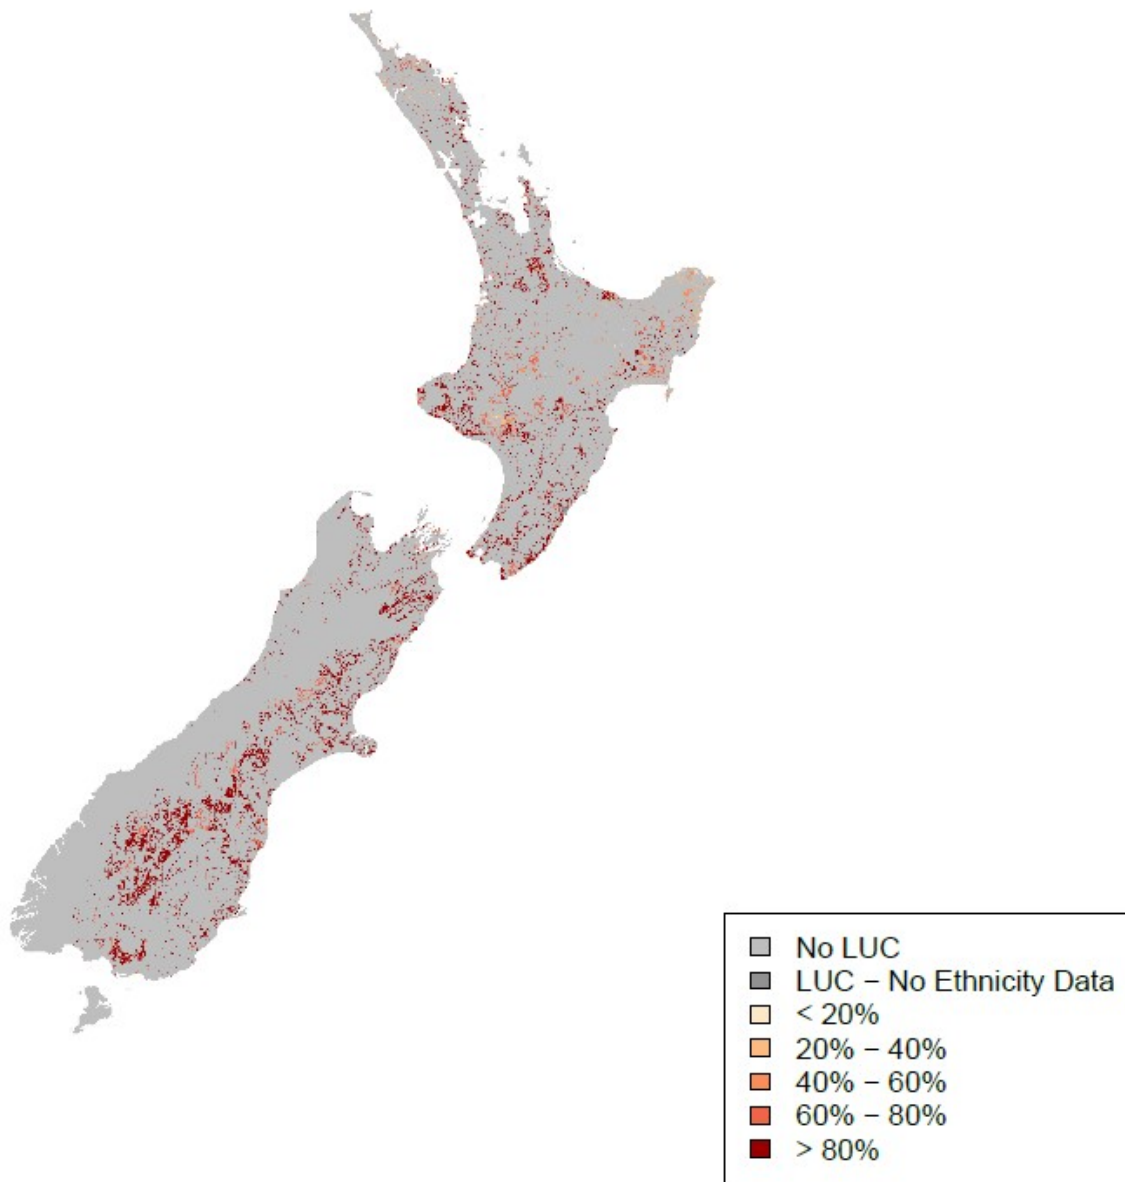 No LUC
LUC − No Ethnicity Data
< 20%
20% − 40%
40% − 60%
60% − 80%
> 80%